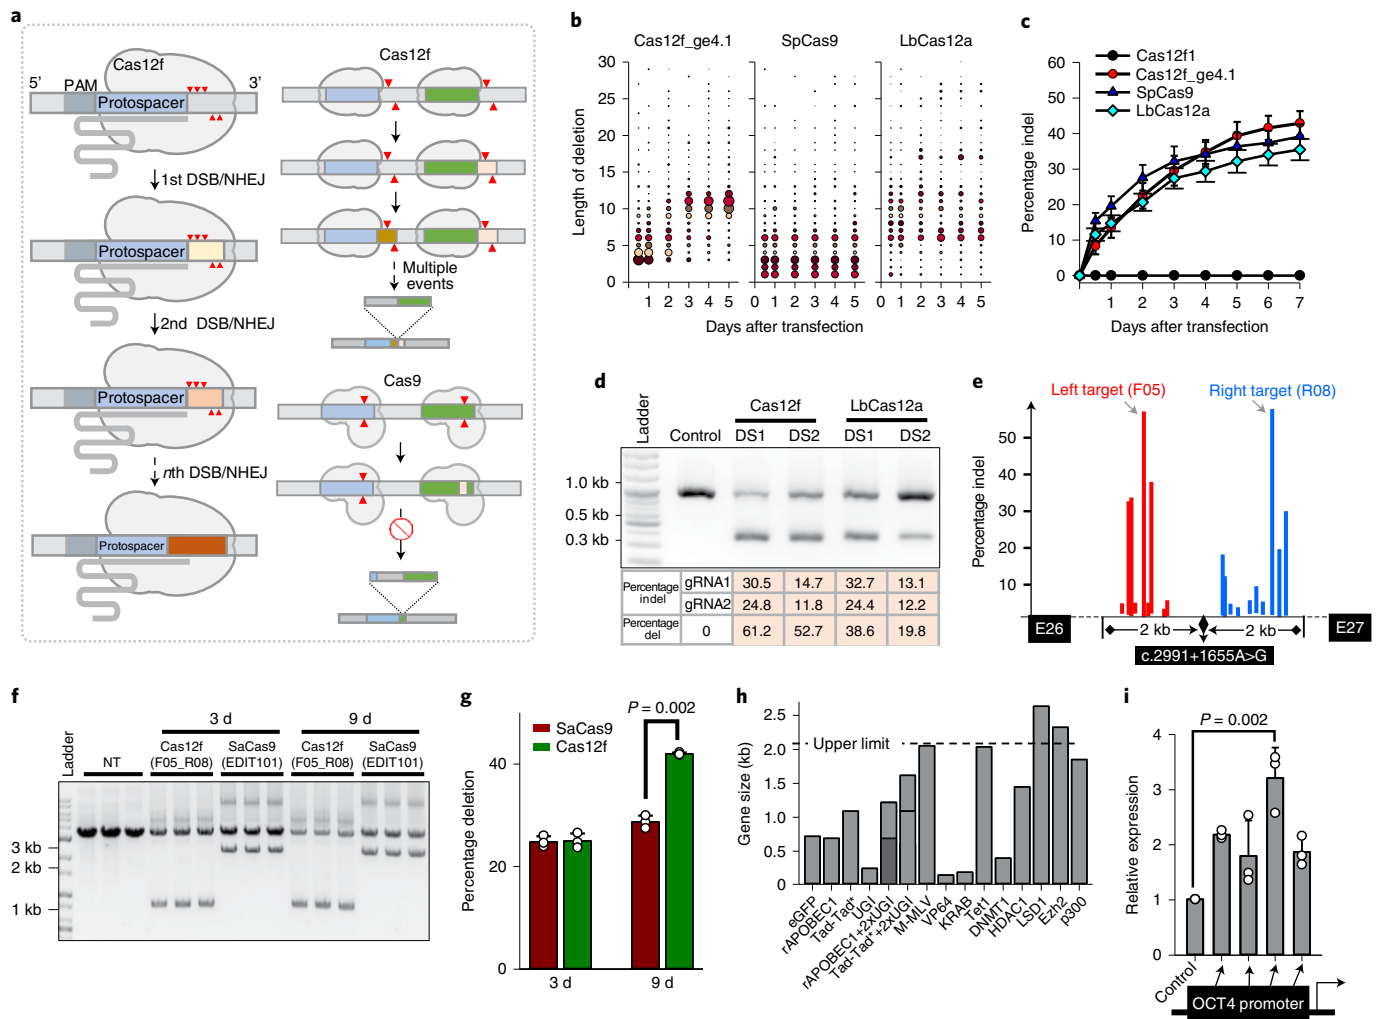 a
Cas12f
5'
PAM
3'
Protospacer
1st DSB/NHEJ
Protospacer
2nd DSB/NHEJ
Protospacer
nth DSB/NHEJ
Protospacer
Cas12f
Multiple
events
Cas9
b
Cas12f_ge4.1
SpCas9
LbCas12a
Length of deletion
30
25
20
15
10
5
0
1 2 3 4 5
0 1 2 3 4 5
0 1 2 3 4 5
Days after transfection
c
Cas12f1
Cas12f_ge4.1
SpCas9
LbCas12a
Percentage indel
60
50
40
30
20
10
0
0 1 2 3 4 5 6 7
Days after transfection
d
Ladder
Control
Cas12f
LbCas12a
DS1 DS2 DS1 DS2
1.0 kb
0.5 kb
0.3 kb
Percentage indel
gRNA1 30.5 14.7 32.7 13.1
gRNA2 24.8 11.8 24.4 12.2
Percentage del
0 61.2 52.7 38.6 19.8
e
Left target (F05)
Right target (R08)
Percentage indel
50
40
30
20
10
E26
2 kb
2 kb
E27
c.2991+1655A>G
f
Ladder
3 d
9 d
NT
Cas12f
(F05_R08)
SaCas9
(EDIT101)
Cas12f
(F05_R08)
SaCas9
(EDIT101)
3 kb
2 kb
1 kb
g
P = 0.002
SaCas9
Cas12f
Percentage deletion
40
20
0
3 d
9 d
h
Gene size (kb)
2.5
2.0
1.5
1.0
0.5
0
Upper limit
eGFP
rAPOBEC1
Tad-Tad*
UGI
rAPOBEC1+2xUGI
Tad-Tad*+2xUGI
M-MLV
VP64
KRAB
Tet1
DNMT1
HDAC1
LSD1
Ezh2
p300
i
P = 0.002
Relative expression
4
3
2
1
0
Control
OCT4 promoter